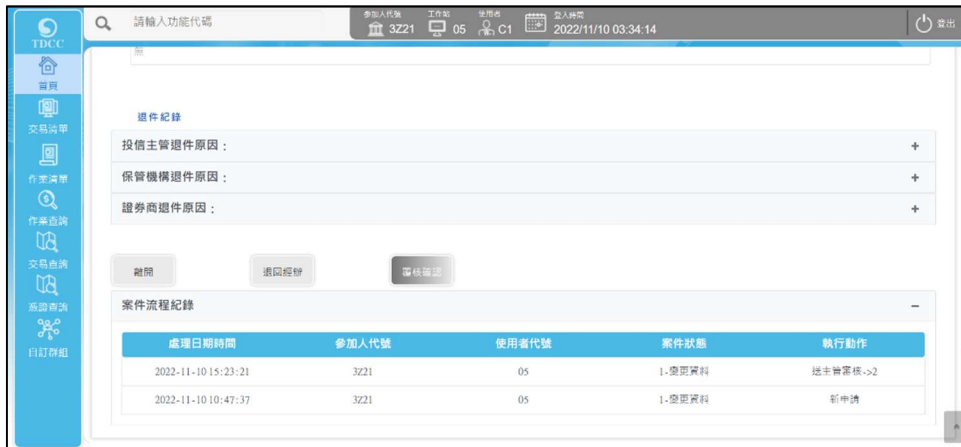 TDCC
請輸入功能代碼
參加人代號 3Z21
工作站 05
使用者 C1
登入時間 2022/11/10 03:34:14
登出
首頁
交易清單
作業清單
作業查詢
交易查詢
憑證查詢
自訂群組
無
退件紀錄
投信主管退件原因： +
保管機構退件原因： +
證券商退件原因： +
離開 退回經辦 覆核確認
案件流程紀錄 −
處理日期時間 參加人代號 使用者代號 案件狀態 執行動作
2022-11-10 15:23:21 3Z21 05 1-變更資料 送主管審核->2
2022-11-10 10:47:37 3Z21 05 1-變更資料 新申請